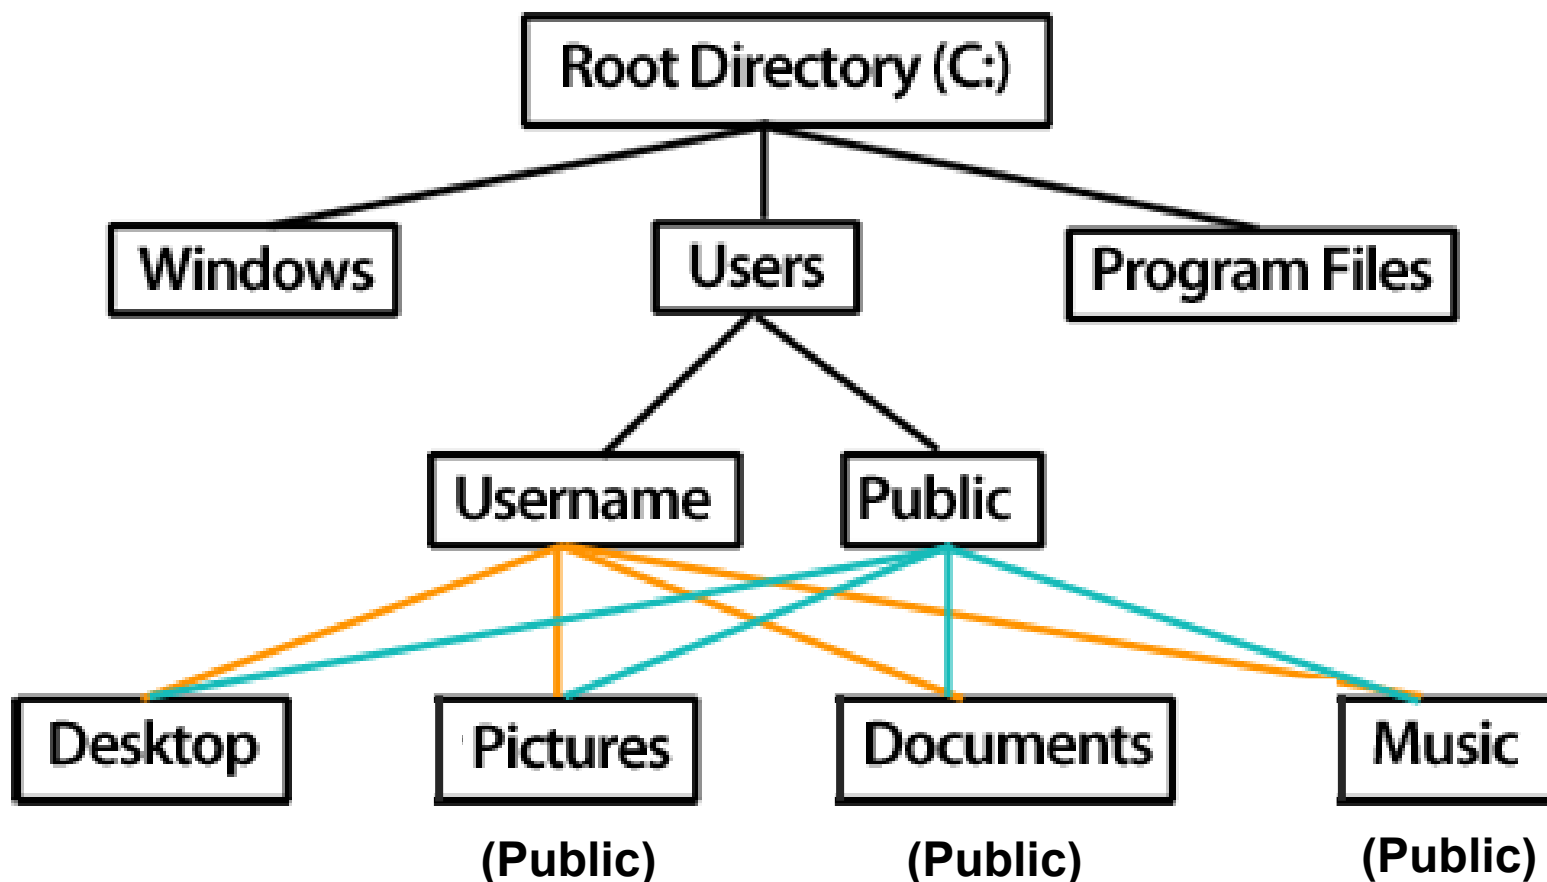 Root Directory (C:)
Windows
Users
Program Files
Username
Public
Desktop
Pictures
Documents
Music
(Public)
(Public)
(Public)